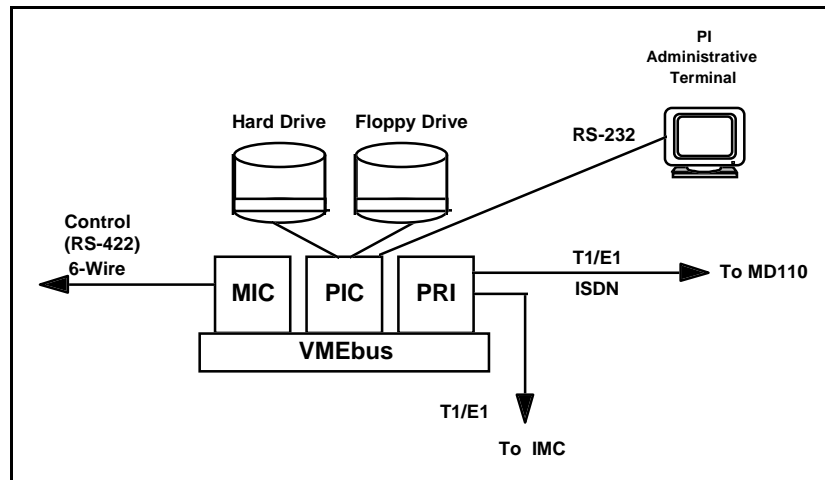 PI
Administrative
Terminal
Hard Drive
Floppy Drive
RS-232
Control
(RS-422)
6-Wire
MIC
PIC
PRI
T1/E1
ISDN
To MD110
VMEbus
T1/E1
To IMC